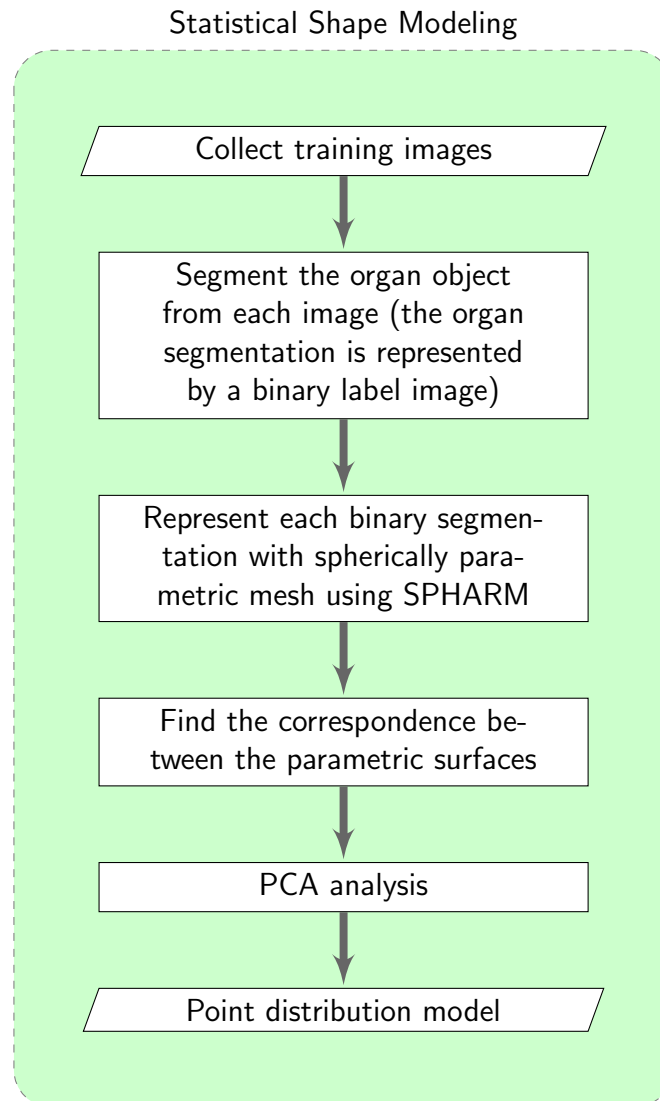 Statistical Shape Modeling
Collect training images
Segment the organ object
from each image (the organ
segmentation is represented
by a binary label image)
Represent each binary segmen-
tation with spherically para-
metric mesh using SPHARM
Find the correspondence be-
tween the parametric surfaces
PCA analysis
Point distribution model